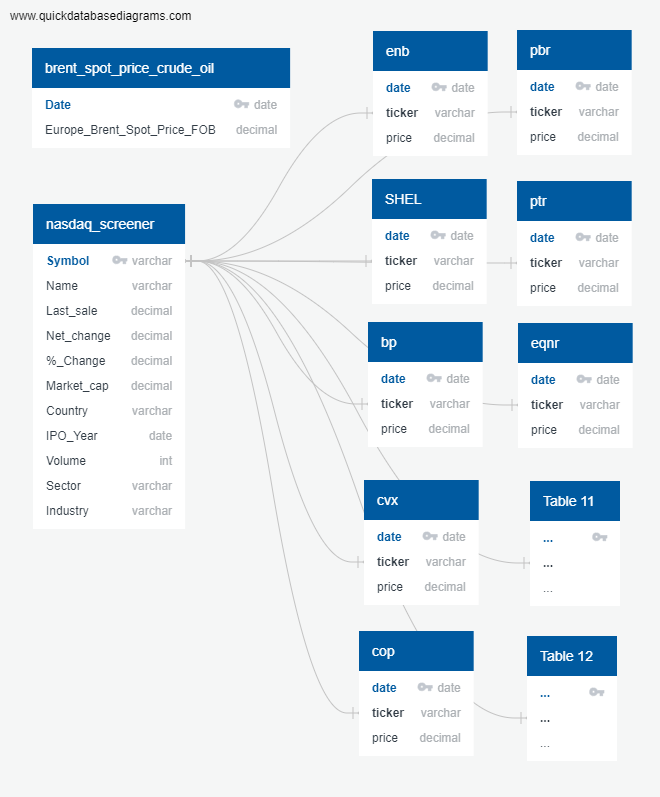 www.quickdatabasediagrams.com
brent_spot_price_crude_oil
Date date
Europe_Brent_Spot_Price_FOB decimal
nasdaq_screener
Symbol varchar
Name varchar
Last_sale decimal
Net_change decimal
%_Change decimal
Market_cap decimal
Country varchar
IPO_Year date
Volume int
Sector varchar
Industry varchar
enb
date date
ticker varchar
price decimal
pbr
date date
ticker varchar
price decimal
SHEL
date date
ticker varchar
price decimal
ptr
date date
ticker varchar
price decimal
bp
date date
ticker varchar
price decimal
eqnr
date date
ticker varchar
price decimal
cvx
date date
ticker varchar
price decimal
Table 11
...
...
...
cop
date date
ticker varchar
price decimal
Table 12
...
...
...